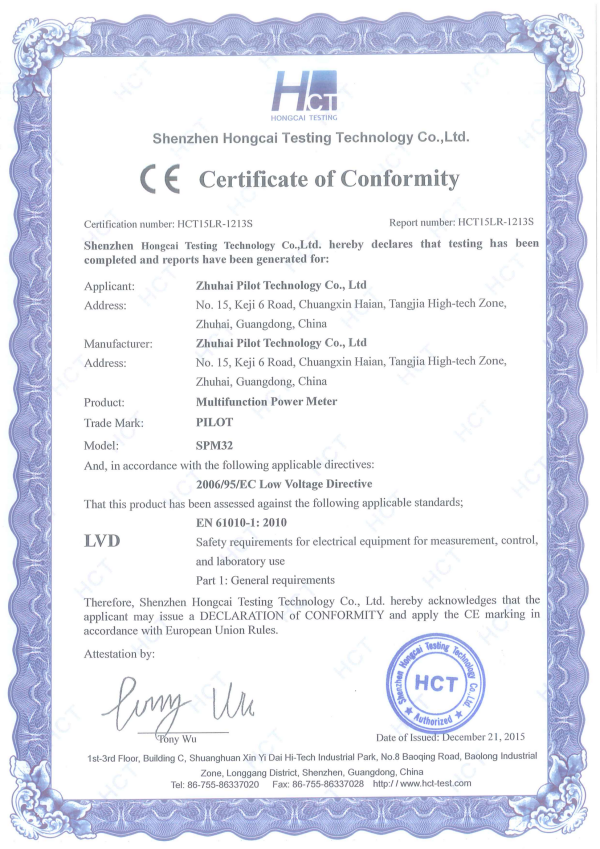 HCT
HONGCAI TESTING
Shenzhen Hongcai Testing Technology Co.,Ltd.
CE Certificate of Conformity
Certification number: HCT15LR-1213S Report number: HCT15LR-1213S
Shenzhen Hongcai Testing Technology Co.,Ltd. hereby declares that testing has been
completed and reports have been generated for:
Applicant: Zhuhai Pilot Technology Co., Ltd
Address: No. 15, Keji 6 Road, Chuangxin Haian, Tangjia High-tech Zone,
Zhuhai, Guangdong, China
Manufacturer: Zhuhai Pilot Technology Co., Ltd
Address: No. 15, Keji 6 Road, Chuangxin Haian, Tangjia High-tech Zone,
Zhuhai, Guangdong, China
Product: Multifunction Power Meter
Trade Mark: PILOT
Model: SPM32
And, in accordance with the following applicable directives:
2006/95/EC Low Voltage Directive
That this product has been assessed against the following applicable standards;
EN 61010-1: 2010
LVD Safety requirements for electrical equipment for measurement, control,
and laboratory use
Part 1: General requirements
Therefore, Shenzhen Hongcai Testing Technology Co., Ltd. hereby acknowledges that the
applicant may issue a DECLARATION of CONFORMITY and apply the CE marking in
accordance with European Union Rules.
Attestation by:
Shenzhen Hongcai Testing Technology Co.,Ltd.
HCT
★ Authorized ★
Tony Wu
Tony Wu Date of Issued: December 21, 2015
1st-3rd Floor, Building C, Shuanghuan Xin Yi Dai Hi-Tech Industrial Park, No.8 Baoqing Road, Baolong Industrial
Zone, Longgang District, Shenzhen, Guangdong, China
Tel: 86-755-86337020 Fax: 86-755-86337028 http:/ / www.hct-test.com